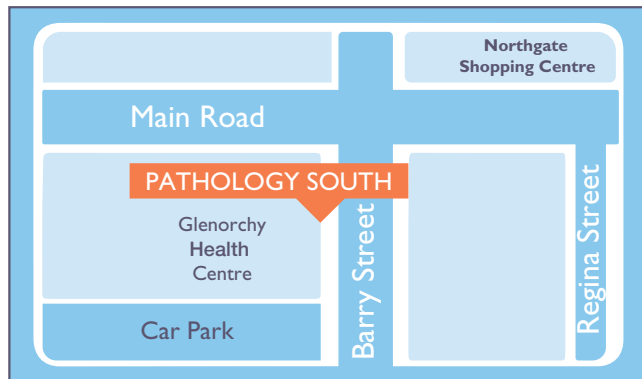 Northgate
Shopping Centre
Main Road
PATHOLOGY SOUTH
Glenorchy
Health
Centre
Car Park
Barry Street
Regina Street